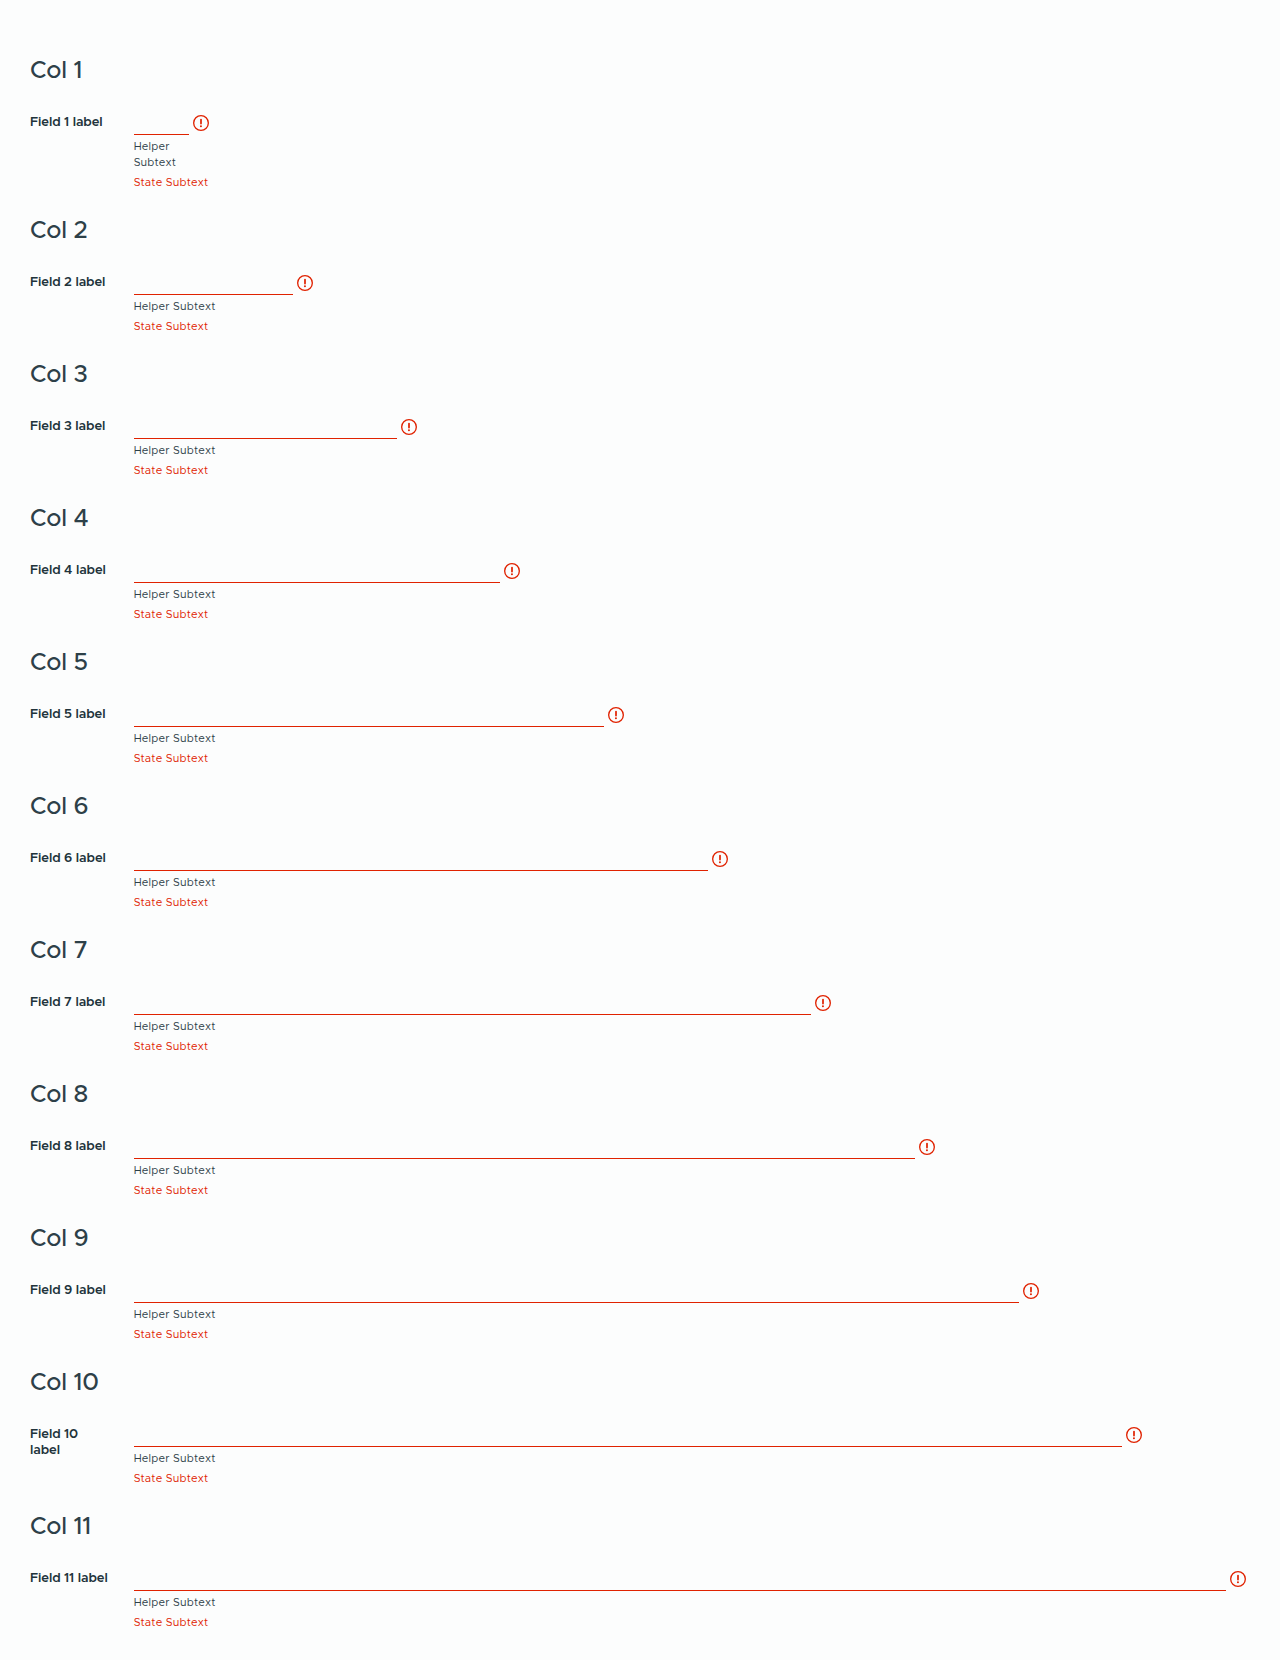 Col 1
Field 1 label
Helper
Subtext
State Subtext
Col 2
Field 2 label
Helper Subtext
State Subtext
Col 3
Field 3 label
Helper Subtext
State Subtext
Col 4
Field 4 label
Helper Subtext
State Subtext
Col 5
Field 5 label
Helper Subtext
State Subtext
Col 6
Field 6 label
Helper Subtext
State Subtext
Col 7
Field 7 label
Helper Subtext
State Subtext
Col 8
Field 8 label
Helper Subtext
State Subtext
Col 9
Field 9 label
Helper Subtext
State Subtext
Col 10
Field 10
label
Helper Subtext
State Subtext
Col 11
Field 11 label
Helper Subtext
State Subtext